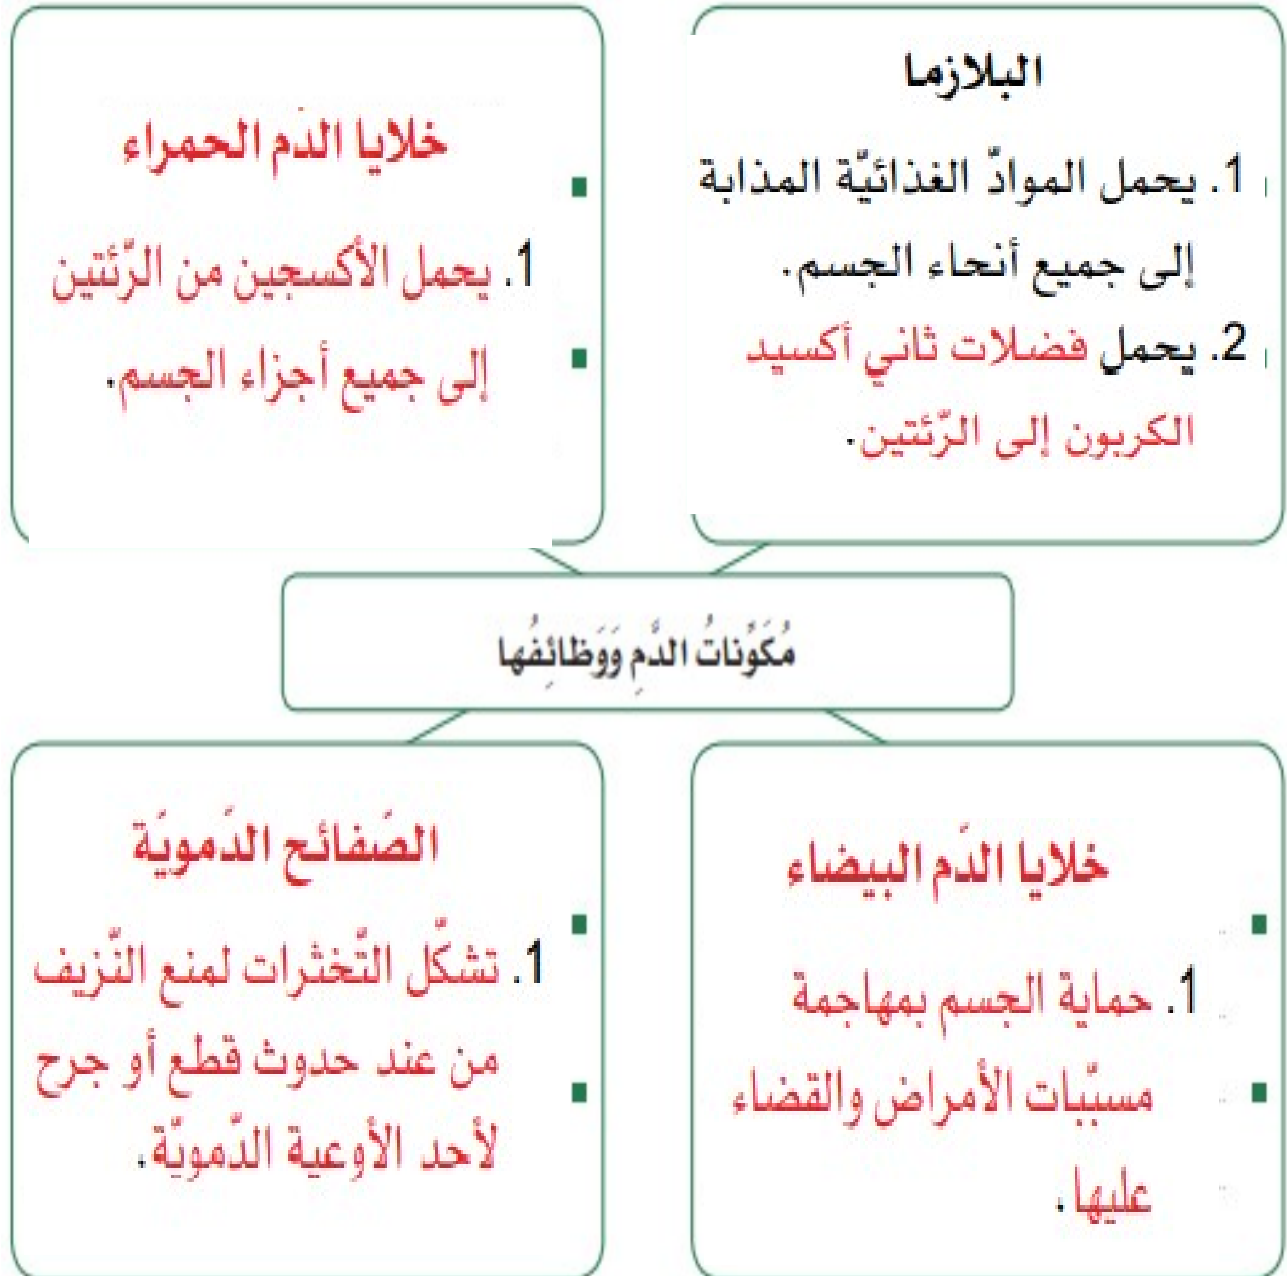 البلازما
1. يحمل الموادّ الغذائيّة المذابة
إلى جميع أنحاء الجسم.
2. يحمل فضلات ثاني أكسيد
الكربون إلى الرّئتين.
خلايا الدّم الحمراء
1. يحمل الأكسجين من الرّئتين
إلى جميع أجزاء الجسم.
مُكَوِّناتُ الدَّمِ وَوَظائِفُها
خلايا الدَّم البيضاء
1. حماية الجسم بمهاجمة
مسبّبات الأمراض والقضاء
عليها.
الصَفائح الدَمويَة
1. تشكّل التّخثرات لمنع النّزيف
من عند حدوث قطع أو جرح
لأحد الأوعية الدّمويّة.